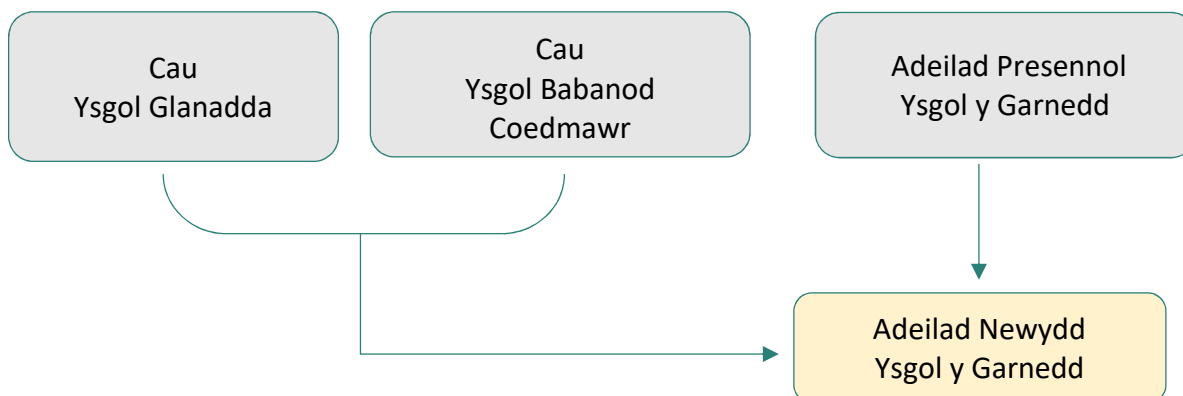 Cau
Ysgol Glanadda
Cau
Ysgol Babanod
Coedmawr
Adeilad Presennol
Ysgol y Garnedd
Adeilad Newydd
Ysgol y Garnedd